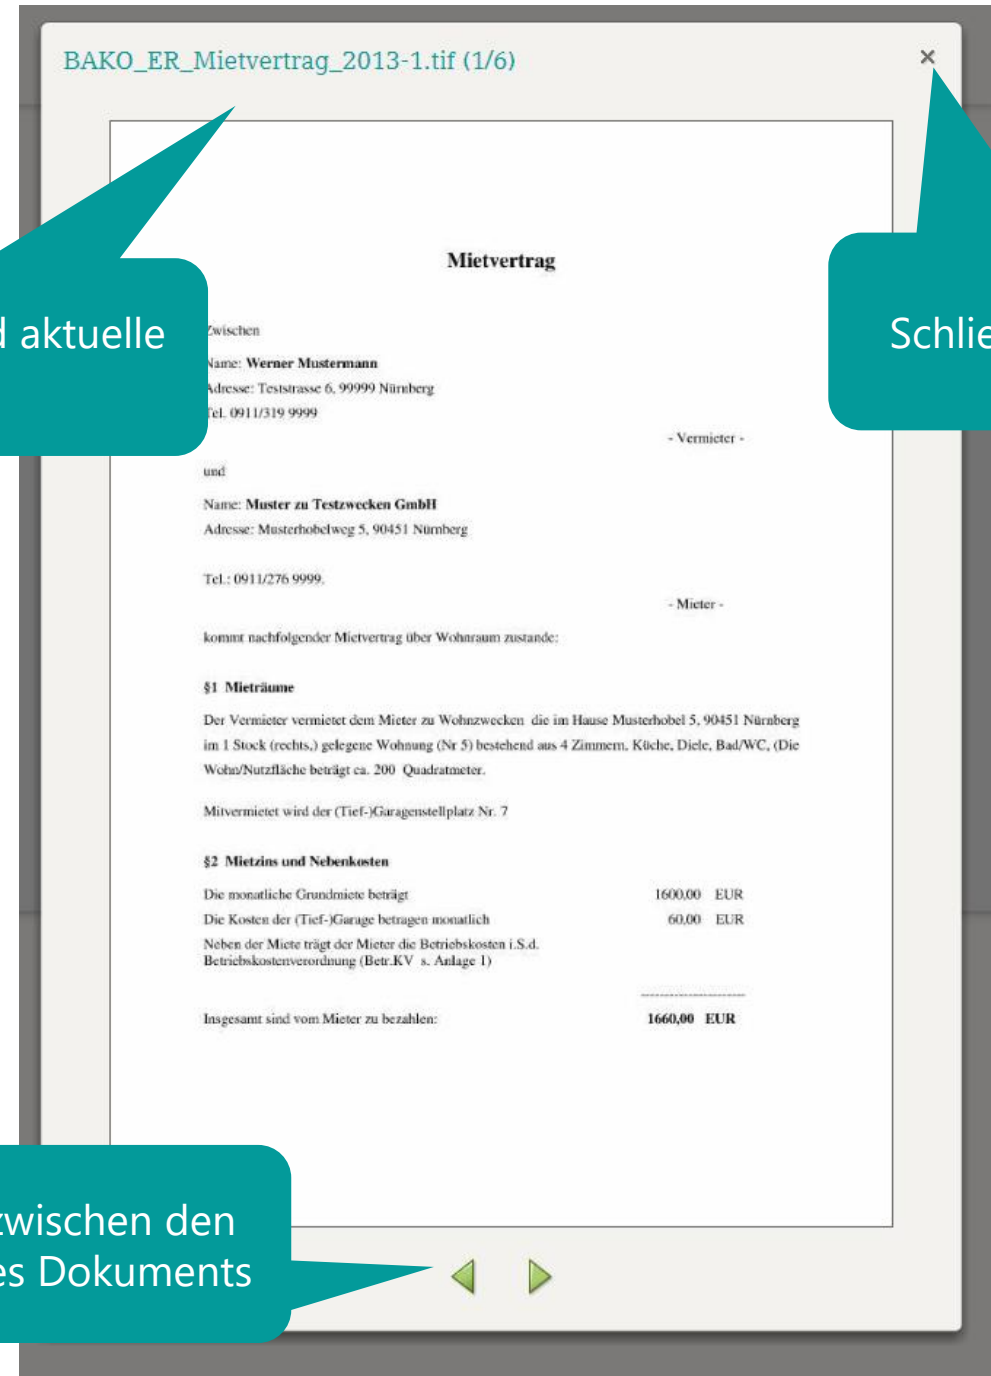 BAKO_ER_Mietvertrag_2013-1.tif (1/6)
×
Mietvertrag
aktuelle
Schlie
Zwischen
Name: Werner Mustermann
Adresse: Teststrasse 6, 99999 Nürnberg
Tel. 0911/319 9999
- Vermieter -
und
Name: Muster zu Testzwecken GmbH
Adresse: Musterhobelweg 5, 90451 Nürnberg
Tel.: 0911/276 9999.
- Mieter -
kommt nachfolgender Mietvertrag über Wohnraum zustande:
§1 Mieträume
Der Vermieter vermietet dem Mieter zu Wohnzwecken die im Hause Musterhobel 5, 90451 Nürnberg
im 1 Stock (rechts,) gelegene Wohnung (Nr 5) bestehend aus 4 Zimmern, Küche, Diele, Bad/WC, (Die
Wohn/Nutzfläche beträgt ca. 200 Quadratmeter.
Mitvermietet wird der (Tief-)Garagenstellplatz Nr. 7
§2 Mietzins und Nebenkosten
Die monatliche Grundmiete beträgt 1600,00 EUR
Die Kosten der (Tief-)Garage betragen monatlich 60,00 EUR
Neben der Miete trägt der Mieter die Betriebskosten i.S.d.
Betriebskostenverordnung (Betr.KV s. Anlage 1)
Insgesamt sind vom Mieter zu bezahlen: 1660,00 EUR
zwischen den
es Dokuments